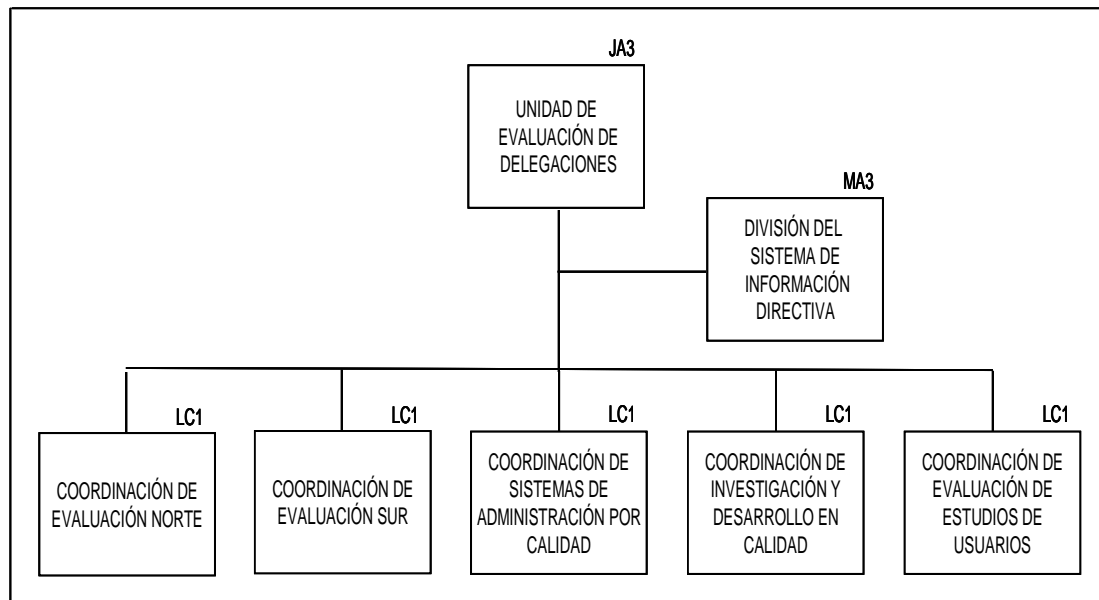 JA3
UNIDAD DE
EVALUACIÓN DE
DELEGACIONES
MA3
DIVISIÓN DEL
SISTEMA DE
INFORMACIÓN
DIRECTIVA
LC1
COORDINACIÓN DE
EVALUACIÓN NORTE
LC1
COORDINACIÓN DE
EVALUACIÓN SUR
LC1
COORDINACIÓN DE
SISTEMAS DE
ADMINISTRACIÓN POR
CALIDAD
LC1
COORDINACIÓN DE
INVESTIGACIÓN Y
DESARROLLO EN
CALIDAD
LC1
COORDINACIÓN DE
EVALUACIÓN DE
ESTUDIOS DE
USUARIOS